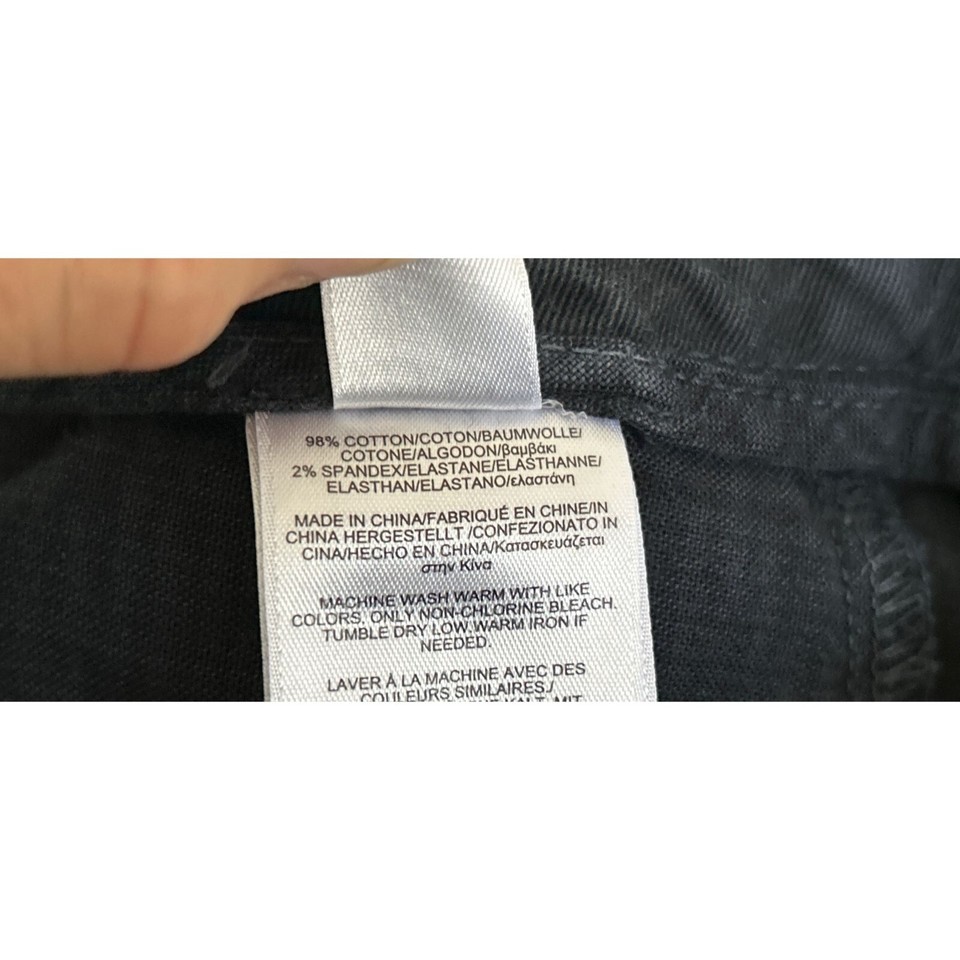 98% COTTON/COTON/BAUMWOLLE/
COTONE/ALGODON/βαμβάκι
2% SPANDEX/ELASTANE/ELASTHANNE/
ELASTHAN/ELASTANO/ελαστάνη
MADE IN CHINA/FABRIQUÉ EN CHINE/IN
CHINA HERGESTELLT /CONFEZIONATO IN
CINA/HECHO EN CHINA/Κατασκευάζεται
στην Κίνα
MACHINE WASH WARM WITH LIKE
COLORS. ONLY NON-CHLORINE BLEACH.
TUMBLE DRY LOW. WARM IRON IF
NEEDED.
LAVER À LA MACHINE AVEC DES
COULEURS SIMILAIRES./
KALT. MIT